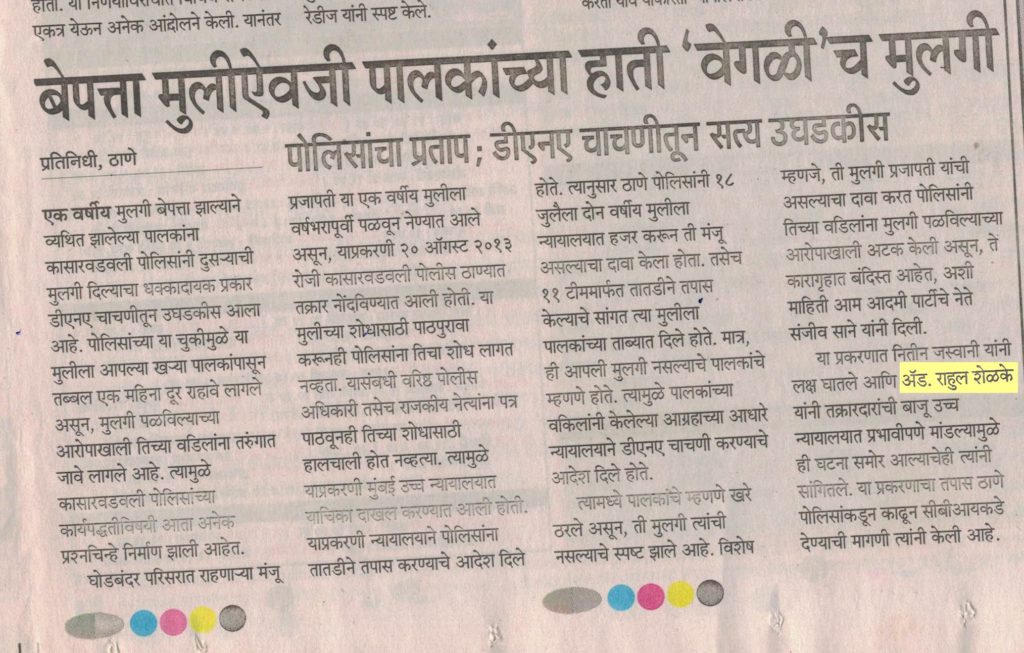 एकत्र येऊन अनेक आंदोलने केली. यानंतर
रेडीज यांनी स्पष्ट केले.
बेपत्ता मुलीऐवजी पालकांच्या हाती ‘वेगळी’च मुलगी
पोलिसांचा प्रताप ; डीएनए चाचणीतून सत्य उघडकीस
प्रतिनिधी, ठाणे
एक वर्षीय मुलगी बेपत्ता झाल्याने
व्यथित झालेल्या पालकांना
कासारवडवली पोलिसांनी दुसऱ्याची
मुलगी दिल्याचा धक्कादायक प्रकार
डीएनए चाचणीतून उघडकीस आला
आहे. पोलिसांच्या या चुकीमुळे या
मुलीला आपल्या खऱ्या पालकांपासून
तब्बल एक महिना दूर राहावे लागले
असून, मुलगी पळविल्याच्या
आरोपाखाली तिच्या वडिलांना तरुंगात
जावे लागले आहे. त्यामुळे
कासारवडवली पोलिसांच्या
कार्यपद्धतीविषयी आता अनेक
प्रश्नचिन्हे निर्माण झाली आहेत.
घोडबंदर परिसरात राहणाऱ्या मंजू
प्रजापती या एक वर्षीय मुलीला
वर्षभरापूर्वी पळवून नेण्यात आले
असून, याप्रकरणी २० ऑगस्ट २०१३
रोजी कासारवडवली पोलीस ठाण्यात
तक्रार नोंदविण्यात आली होती. या
मुलीच्या शोधासाठी पाठपुरावा
करूनही पोलिसांना तिचा शोध लागत
नव्हता. यासंबंधी वरिष्ठ पोलीस
अधिकारी तसेच राजकीय नेत्यांना पत्र
पाठवूनही तिच्या शोधासाठी
हालचाली होत नव्हत्या. त्यामुळे
याप्रकरणी मुंबई उच्च न्यायालयात
याचिका दाखल करण्यात आली होती.
याप्रकरणी न्यायालयाने पोलिसांना
तातडीने तपास करण्याचे आदेश दिले
होते. त्यानुसार ठाणे पोलिसांनी १८
जुलैला दोन वर्षीय मुलीला
न्यायालयात हजर करून ती मंजू
असल्याचा दावा केला होता. तसेच
११ टीममार्फत तातडीने तपास
केल्याचे सांगत त्या मुलीला
पालकांच्या ताब्यात दिले होते. मात्र,
ही आपली मुलगी नसल्याचे पालकांचे
म्हणणे होते. त्यामुळे पालकांच्या
वकिलांनी केलेल्या आग्रहाच्या आधारे
न्यायालयाने डीएनए चाचणी करण्याचे
आदेश दिले होते.
त्यामध्ये पालकांचे म्हणणे खरे
ठरले असून, ती मुलगी त्यांची
नसल्याचे स्पष्ट झाले आहे. विशेष
म्हणजे, ती मुलगी प्रजापती यांची
असल्याचा दावा करत पोलिसांनी
तिच्या वडिलांना मुलगी पळविल्याच्या
आरोपाखाली अटक केली असून, ते
कारागृहात बंदिस्त आहेत, अशी
माहिती आम आदमी पार्टीचे नेते
संजीव साने यांनी दिली.
या प्रकरणात नितीन जस्वानी यांनी
लक्ष घातले आणि अ‍ॅड. राहुल शेळके
यांनी तक्रारदारांची बाजू उच्च
न्यायालयात प्रभावीपणे मांडल्यामुळे
ही घटना समोर आल्याचेही त्यांनी
सांगितले. या प्रकरणाचा तपास ठाणे
पोलिसांकडून काढून सीबीआयकडे
देण्याची मागणी त्यांनी केली आहे.